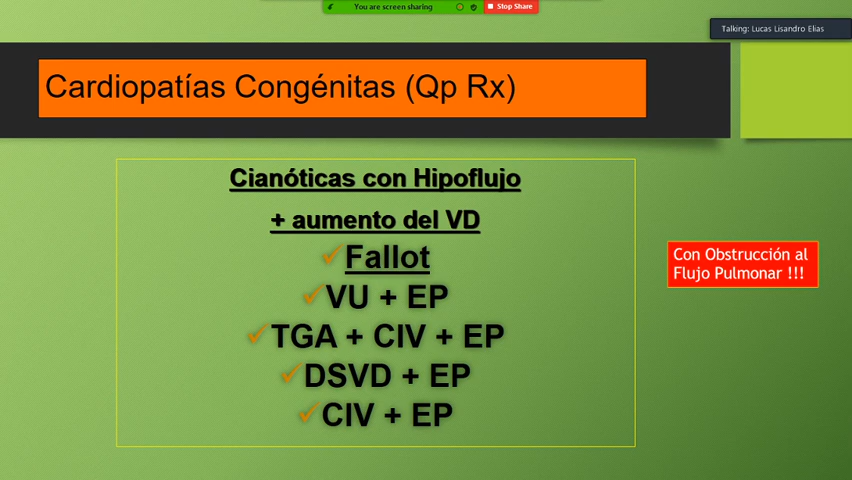 You are screen sharing
Stop Share
Talking: Lucas Lisandro Elias
Cardiopatías Congénitas (Qp Rx)
Cianóticas con Hipoflujo
+ aumento del VD
✓Fallot
✓VU + EP
✓TGA + CIV + EP
✓DSVD + EP
✓CIV + EP
Con Obstrucción al
Flujo Pulmonar !!!